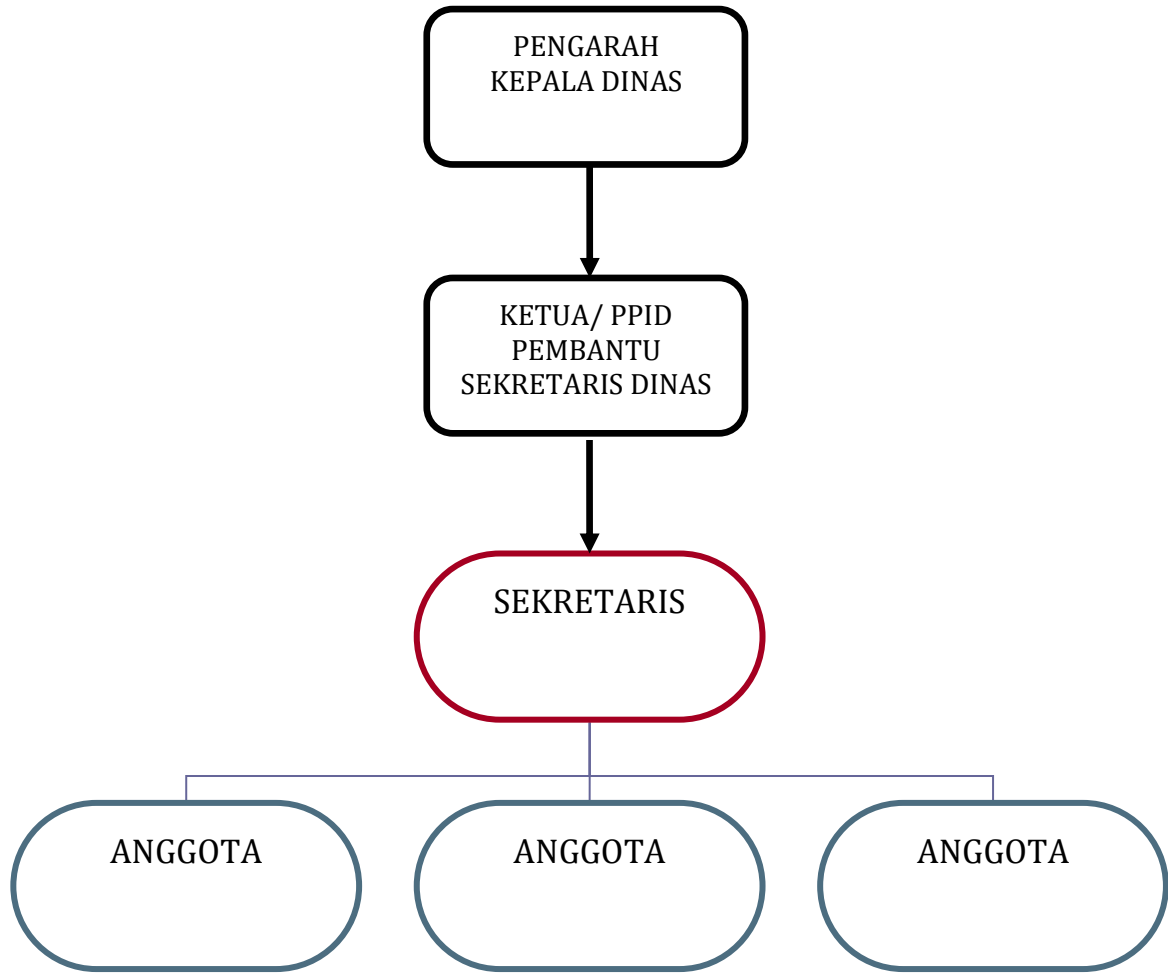 PENGARAH
KEPALA DINAS
KETUA/ PPID
PEMBANTU
SEKRETARIS DINAS
SEKRETARIS
ANGGOTA
ANGGOTA
ANGGOTA